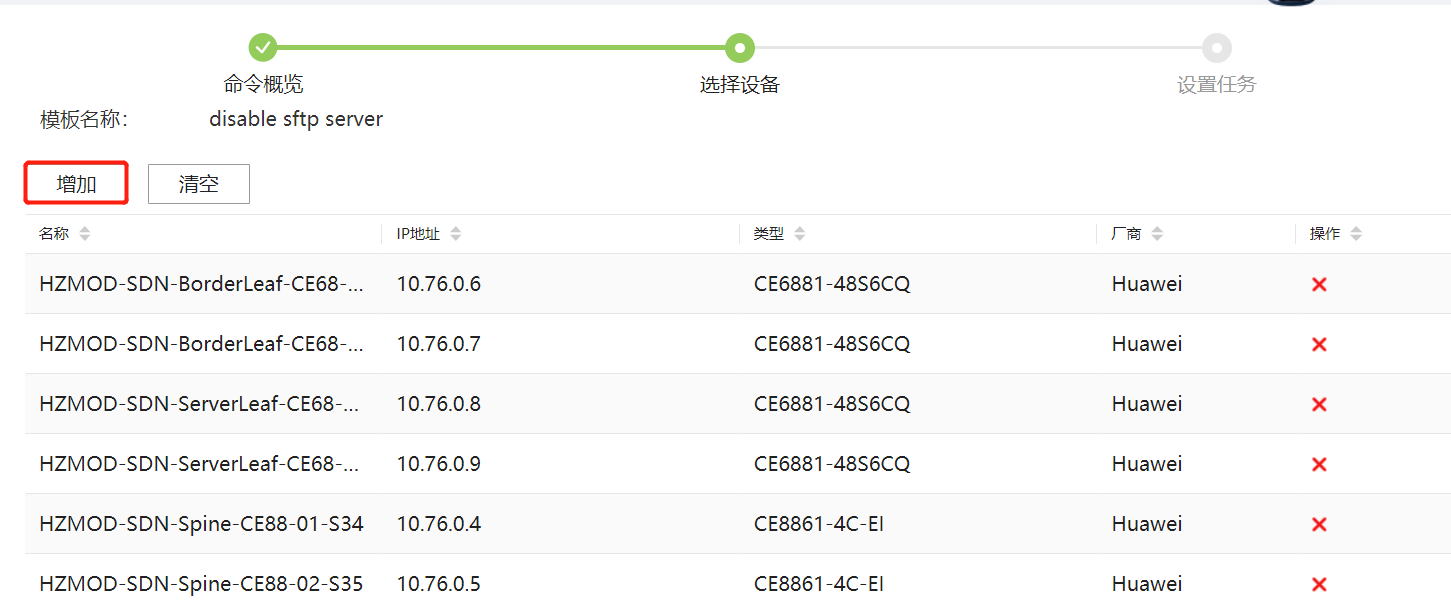 命令概览 选择设备 设置任务
模板名称： disable sftp server
增加 清空
名称 IP地址 类型 厂商 操作
HZMOD-SDN-BorderLeaf-CE68-... 10.76.0.6 CE6881-48S6CQ Huawei
HZMOD-SDN-BorderLeaf-CE68-... 10.76.0.7 CE6881-48S6CQ Huawei
HZMOD-SDN-ServerLeaf-CE68-... 10.76.0.8 CE6881-48S6CQ Huawei
HZMOD-SDN-ServerLeaf-CE68-... 10.76.0.9 CE6881-48S6CQ Huawei
HZMOD-SDN-Spine-CE88-01-S34 10.76.0.4 CE8861-4C-EI Huawei
HZMOD-SDN-Spine-CE88-02-S35 10.76.0.5 CE8861-4C-EI Huawei